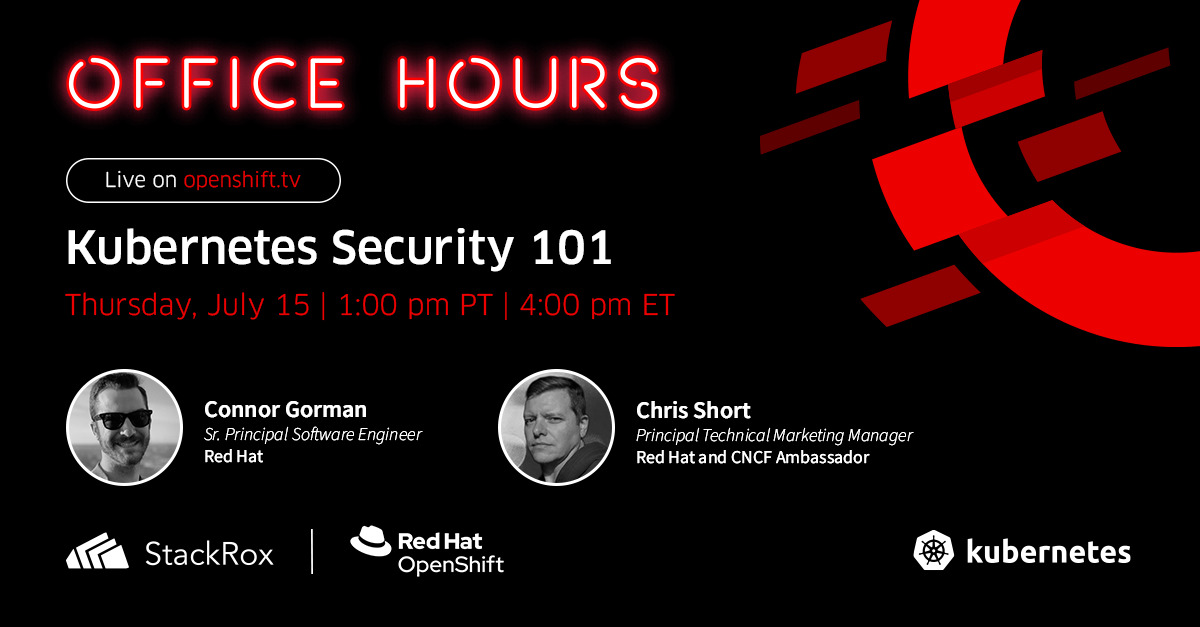 OFFICE HOURS
Live on openshift.tv
Kubernetes Security 101
Thursday, July 15 | 1:00 pm PT | 4:00 pm ET
Connor Gorman
Sr. Principal Software Engineer
Red Hat
Chris Short
Principal Technical Marketing Manager
Red Hat and CNCF Ambassador
StackRox
Red Hat
OpenShift
kubernetes